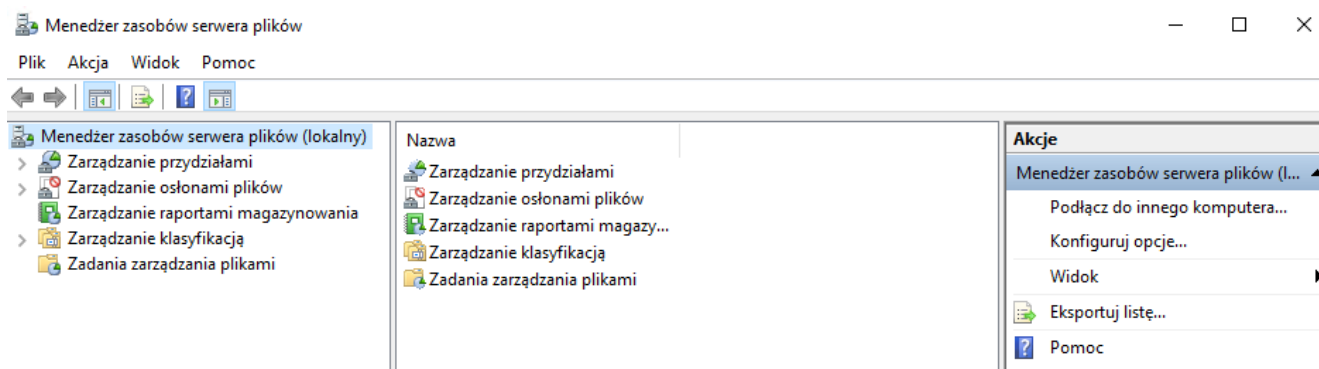 Menedżer zasobów serwera plików
Plik Akcja Widok Pomoc
Menedżer zasobów serwera plików (lokalny)
Zarządzanie przydziałami
Zarządzanie osłonami plików
Zarządzanie raportami magazynowania
Zarządzanie klasyfikacją
Zadania zarządzania plikami
Nazwa
Zarządzanie przydziałami
Zarządzanie osłonami plików
Zarządzanie raportami magazy...
Zarządzanie klasyfikacją
Zadania zarządzania plikami
Akcje
Menedżer zasobów serwera plików (l...
Podłącz do innego komputera...
Konfiguruj opcje...
Widok
Eksportuj listę...
Pomoc